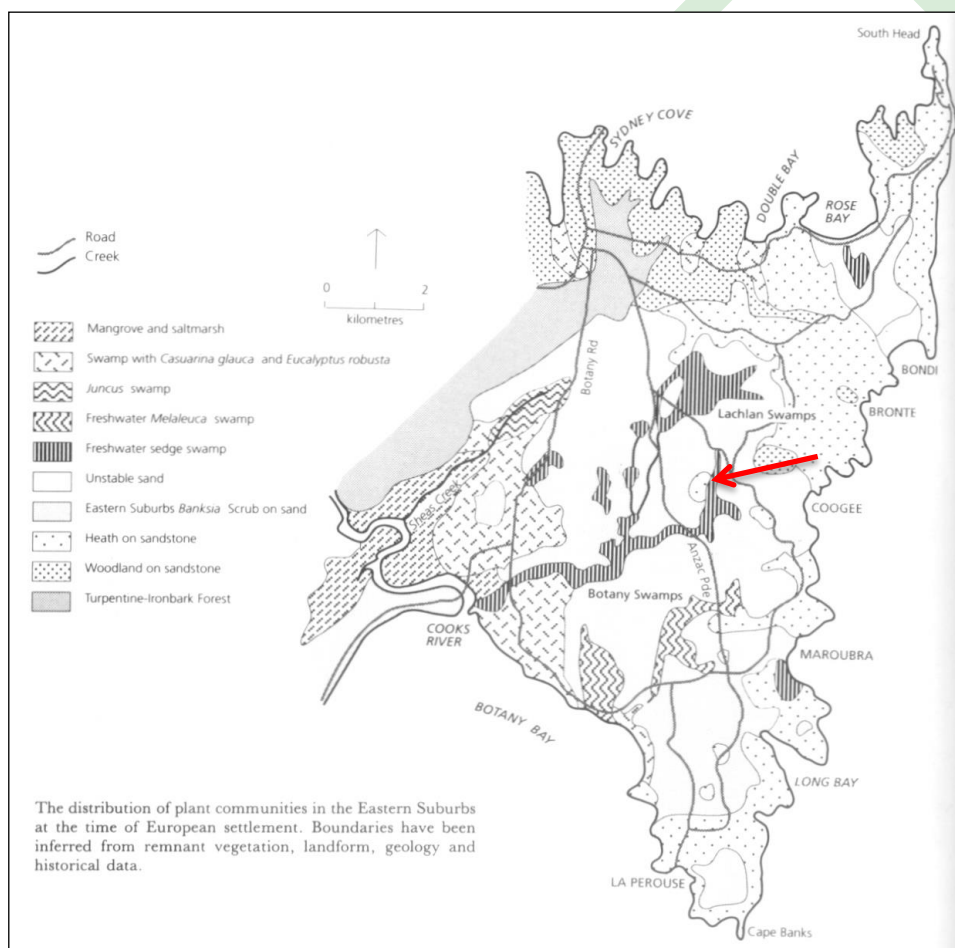 South Head
SYDNEY COVE
DOUBLE BAY
ROSE
BAY
Road
Creek
0 2
kilometres
Mangrove and saltmarsh
Swamp with Casuarina glauca and Eucalyptus robusta
Juncus swamp
Freshwater Melaleuca swamp
Freshwater sedge swamp
Unstable sand
Eastern Suburbs Banksia Scrub on sand
Heath on sandstone
Woodland on sandstone
Turpentine-Ironbark Forest
Botany Rd
BONDI
Lachlan Swamps
BRONTE
Sheas Creek
COOGEE
Anzac Pde
Botany Swamps
COOKS
RIVER
MAROUBRA
BOTANY BAY
LONG BAY
The distribution of plant communities in the Eastern Suburbs
at the time of European settlement. Boundaries have been
inferred from remnant vegetation, landform, geology and
historical data.
LA PEROUSE
Cape Banks